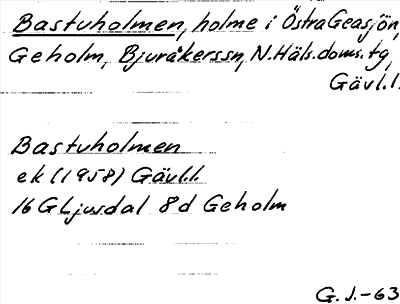 Bastuholmen, holme i Östra Geasjön,
Geholm, Bjuråkerssn, N.Häls.doms.tg,
Gävl.l.
Bastuholmen
ek (1958) Gävl.l.
16 G Ljusdal 8d Geholm
G.J.-63